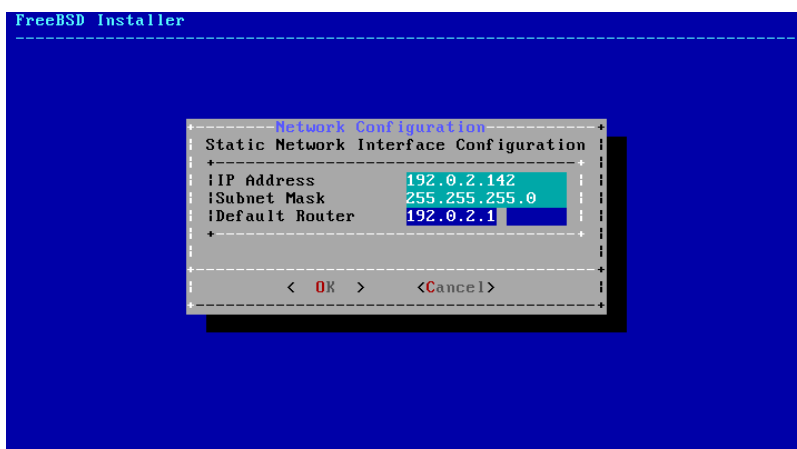 FreeBSD Installer
Network Configuration
Static Network Interface Configuration
IP Address 192.0.2.142
Subnet Mask 255.255.255.0
Default Router 192.0.2.1
< OK > <Cancel>